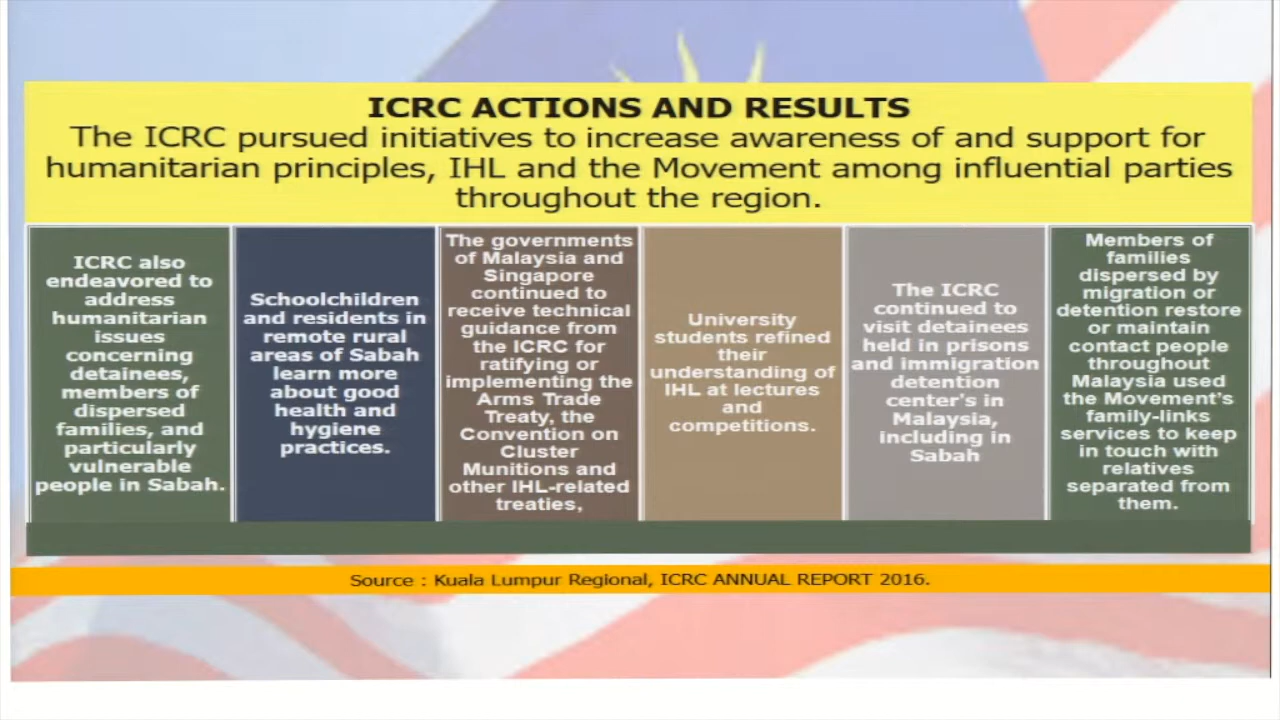 ICRC ACTIONS AND RESULTS
The ICRC pursued initiatives to increase awareness of and support for
humanitarian principles, IHL and the Movement among influential parties
throughout the region.
ICRC also
endeavored to
address
humanitarian
issues
concerning
detainees,
members of
dispersed
families, and
particularly
vulnerable
people in Sabah.
Schoolchildren
and residents in
remote rural
areas of Sabah
learn more
about good
health and
hygiene
practices.
The governments
of Malaysia and
Singapore
continued to
receive technical
guidance from
the ICRC for
ratifying or
implementing the
Arms Trade
Treaty, the
Convention on
Cluster
Munitions and
other IHL-related
treaties,
University
students refined
their
understanding of
IHL at lectures
and
competitions.
The ICRC
continued to
visit detainees
held in prisons
and immigration
detention
center's in
Malaysia,
including in
Sabah
Members of
families
dispersed by
migration or
detention restore
or maintain
contact people
throughout
Malaysia used
the Movement's
family-links
services to keep
in touch with
relatives
separated from
them.
Source : Kuala Lumpur Regional, ICRC ANNUAL REPORT 2016.